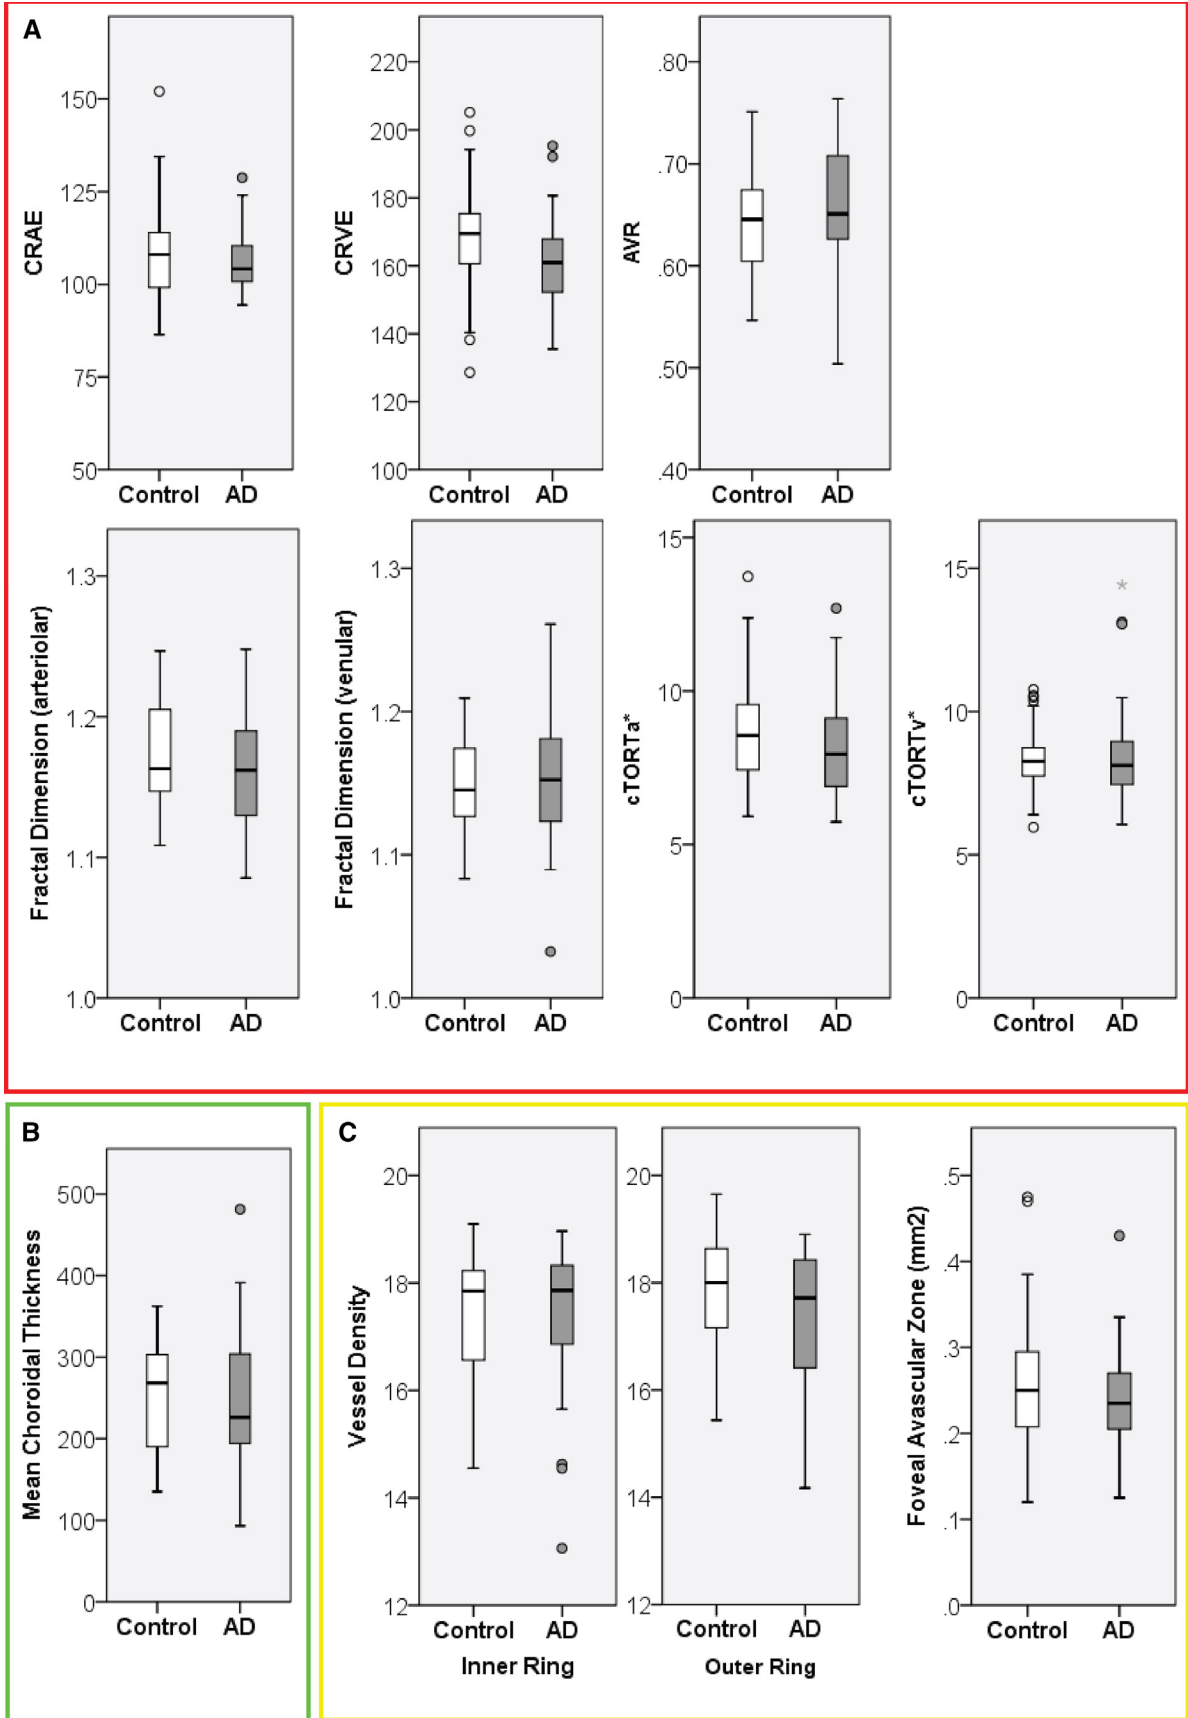 A
CRAE
150
125
100
75
50
Control AD
CRVE
220
200
180
160
140
120
100
Control AD
AVR
.80
.70
.60
.50
.40
Control AD
Fractal Dimension (arteriolar)
1.3
1.2
1.1
1.0
Control AD
Fractal Dimension (venular)
1.3
1.2
1.1
1.0
Control AD
cTORTa*
15
10
5
0
Control AD
cTORTv*
15
10
5
0
*
Control AD
B
Mean Choroidal Thickness
500
400
300
200
100
0
Control AD
C
Vessel Density
20
18
16
14
12
Control AD
Inner Ring
20
18
16
14
12
Control AD
Outer Ring
Foveal Avascular Zone (mm2)
.5
.4
.3
.2
.1
.0
Control AD